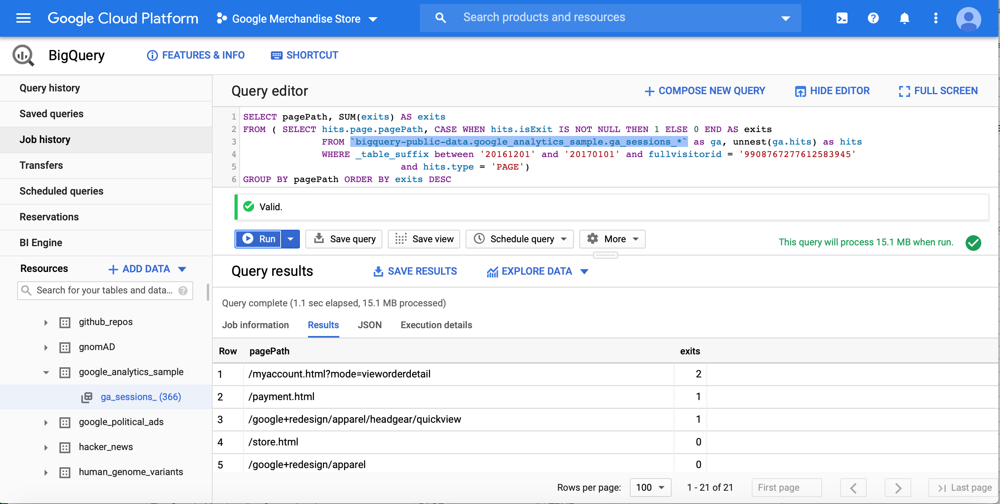 Google Cloud Platform
Google Merchandise Store
Search products and resources
BigQuery
FEATURES & INFO
SHORTCUT
Query history
Saved queries
Job history
Transfers
Scheduled queries
Reservations
BI Engine
Resources
ADD DATA
Search for your tables and data...
github_repos
gnomAD
google_analytics_sample
ga_sessions_ (366)
google_political_ads
hacker_news
human_genome_variants
Query editor
COMPOSE NEW QUERY
HIDE EDITOR
FULL SCREEN
1 SELECT pagePath, SUM(exits) AS exits
2 FROM ( SELECT hits.page.pagePath, CASE WHEN hits.isExit IS NOT NULL THEN 1 ELSE 0 END AS exits
3 FROM `bigquery-public-data.google_analytics_sample.ga_sessions_*` as ga, unnest(ga.hits) as hits
4 WHERE _table_suffix between '20161201' and '20170101' and fullvisitorid = '9908767277612583945'
5 and hits.type = 'PAGE')
6 GROUP BY pagePath ORDER BY exits DESC
Valid.
Run
Save query
Save view
Schedule query
More
This query will process 15.1 MB when run.
Query results
SAVE RESULTS
EXPLORE DATA
Query complete (1.1 sec elapsed, 15.1 MB processed)
Job information
Results
JSON
Execution details
Row pagePath exits
1 /myaccount.html?mode=vieworderdetail 2
2 /payment.html 1
3 /google+redesign/apparel/headgear/quickview 1
4 /store.html 0
5 /google+redesign/apparel 0
Rows per page: 100 1 - 21 of 21 First page Last page